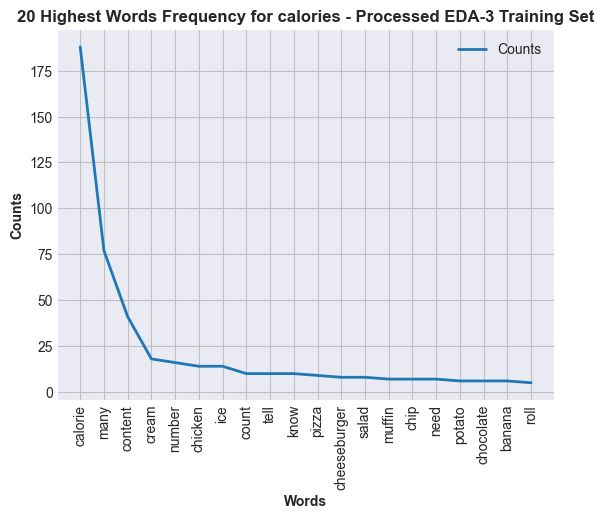 20 Highest Words Frequency for calories - Processed EDA-3 Training Set
Counts
Counts
175
150
125
100
75
50
25
0
calorie
many
content
cream
number
chicken
ice
count
tell
know
pizza
cheeseburger
salad
muffin
chip
need
potato
chocolate
banana
roll
Words